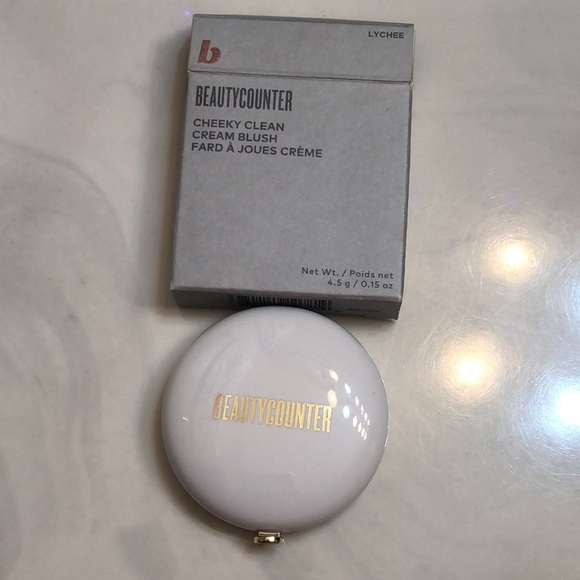 LYCHEE
b
BEAUTYCOUNTER
CHEEKY CLEAN
CREAM BLUSH
FARD À JOUES CRÈME
Net Wt. / Poids net
4.5 g / 0.15 oz
BEAUTYCOUNTER